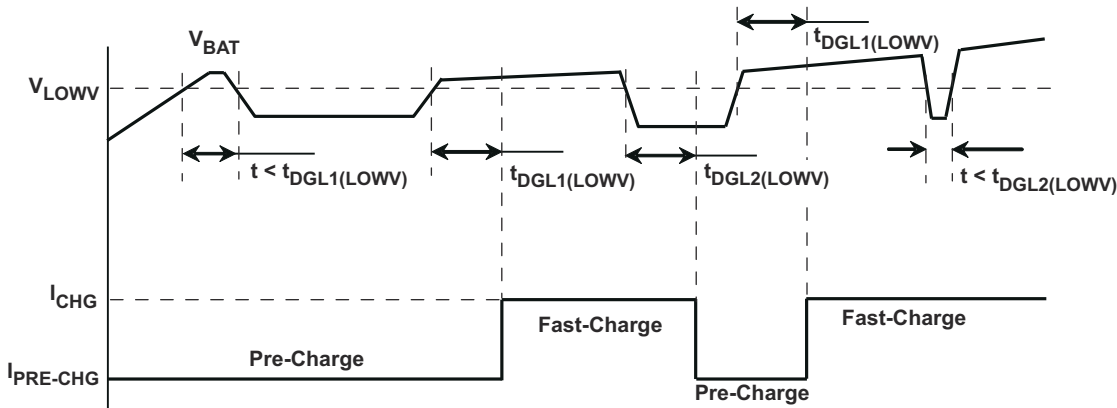 t_DGL1(LOWV)
V_BAT
V_LOWV
t < t_DGL1(LOWV)
t_DGL1(LOWV)
t_DGL2(LOWV)
t < t_DGL2(LOWV)
I_CHG
Fast-Charge
Fast-Charge
Pre-Charge
I_PRE-CHG
Pre-Charge